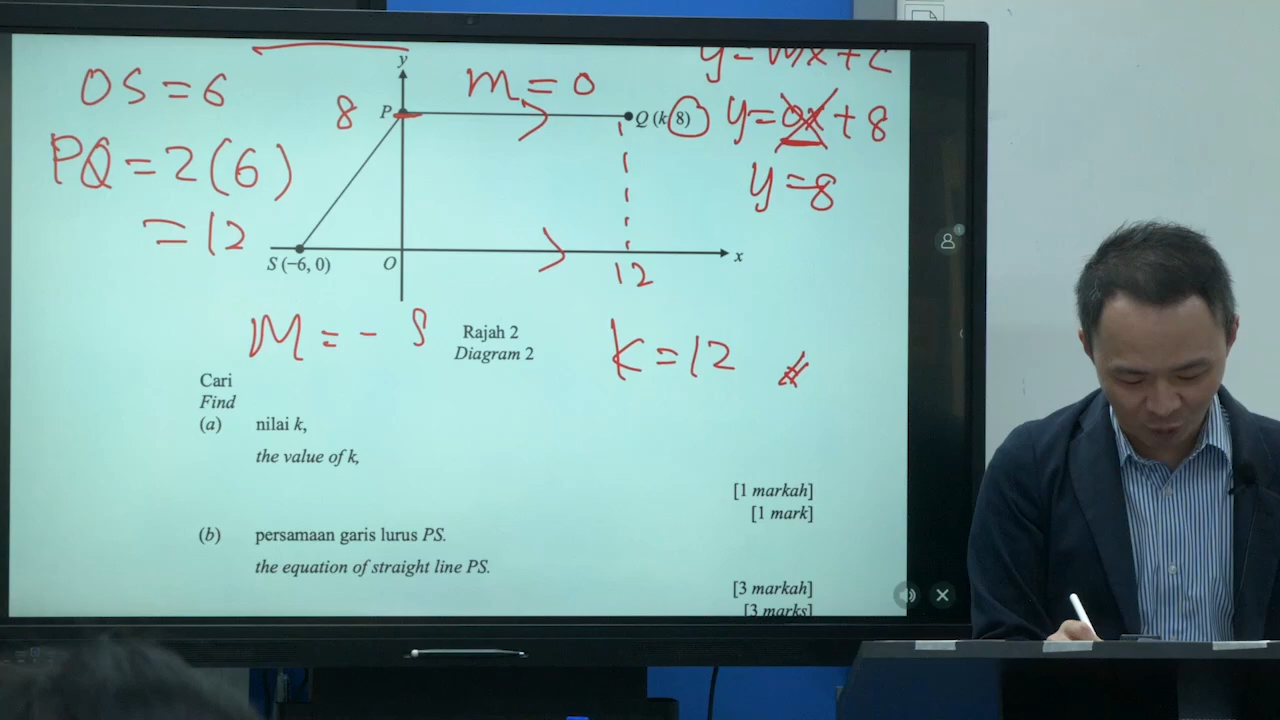 y = mx + c
OS = 6
m = 0
y
8
P
Q (k, 8)
y = 0x + 8
PQ = 2(6)
y = 8
= 12
S (−6, 0)
O
x
12
M = − 8
Rajah 2
Diagram 2
k = 12
Cari
Find
(a) nilai k,
the value of k,
[1 markah]
[1 mark]
(b) persamaan garis lurus PS.
the equation of straight line PS.
[3 markah]
[3 marks]